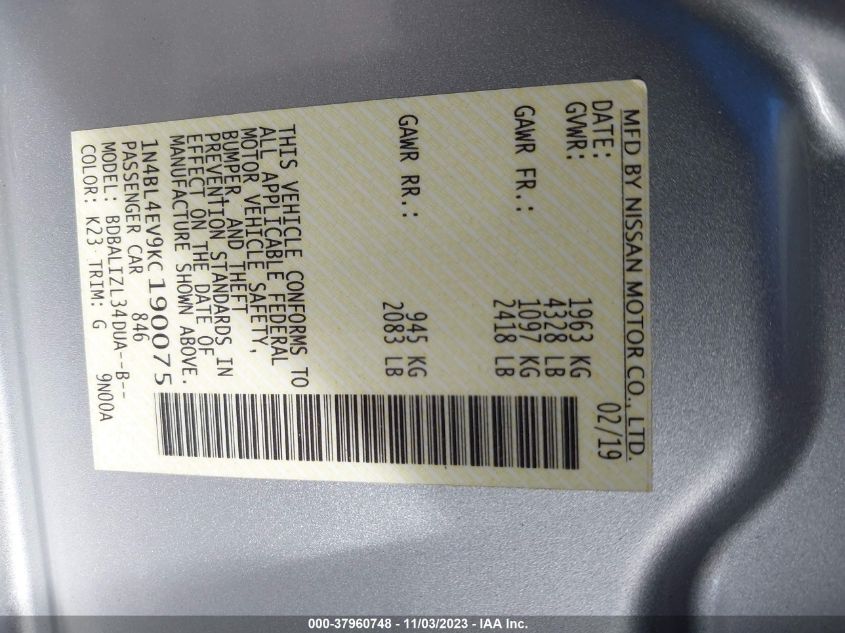 MFD BY NISSAN MOTOR CO., LTD.
DATE: 02/19
GVWR: 1963 KG
4328 LB
GAWR FR.: 1097 KG
2418 LB
GAWR RR.: 945 KG
2083 LB
THIS VEHICLE CONFORMS TO
ALL APPLICABLE FEDERAL
MOTOR VEHICLE SAFETY,
BUMPER, AND THEFT
PREVENTION STANDARDS IN
EFFECT ON THE DATE OF
MANUFACTURE SHOWN ABOVE.
1N4BL4EV9KC190075
PASSENGER CAR 846
MODEL: BDBALIZL34DUA--B--
COLOR: K23 TRIM: G 9N00A
000-37960748 - 11/03/2023 - IAA Inc.